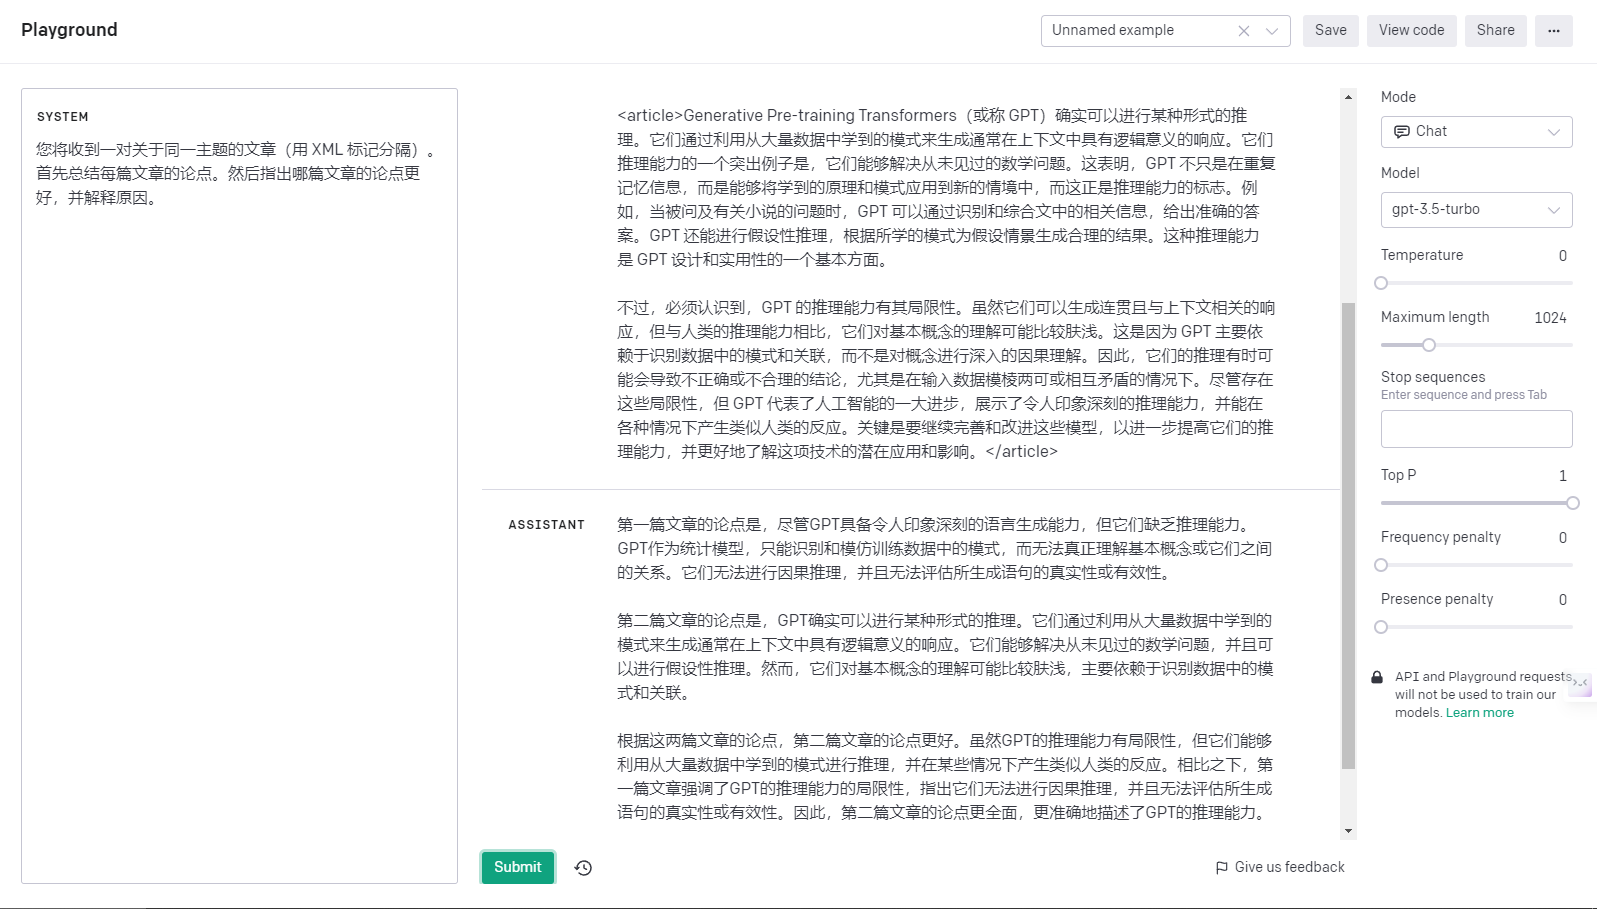 Playground
Unnamed example
Save
View code
Share
...
SYSTEM
您将收到一对关于同一主题的文章（用 XML 标记分隔）。
首先总结每篇文章的论点。然后指出哪篇文章的论点更
好，并解释原因。
<article>Generative Pre-training Transformers（或称 GPT）确实可以进行某种形式的推
理。它们通过利用从大量数据中学到的模式来生成通常在上下文中具有逻辑意义的响应。它们
推理能力的一个突出例子是，它们能够解决从未见过的数学问题。这表明，GPT 不只是在重复
记忆信息，而是能够将学到的原理和模式应用到新的情境中，而这正是推理能力的标志。例
如，当被问及有关小说的问题时，GPT 可以通过识别和综合文中的相关信息，给出准确的答
案。GPT 还能进行假设性推理，根据所学的模式为假设情景生成合理的结果。这种推理能力
是 GPT 设计和实用性的一个基本方面。
不过，必须认识到，GPT 的推理能力有其局限性。虽然它们可以生成连贯且与上下文相关的响
应，但与人类的推理能力相比，它们对基本概念的理解可能比较肤浅。这是因为 GPT 主要依
赖于识别数据中的模式和关联，而不是对概念进行深入的因果理解。因此，它们的推理有时可
能会导致不正确或不合理的结论，尤其是在输入数据模棱两可或相互矛盾的情况下。尽管存在
这些局限性，但 GPT 代表了人工智能的一大进步，展示了令人印象深刻的推理能力，并能在
各种情况下产生类似人类的反应。关键是要继续完善和改进这些模型，以进一步提高它们的推
理能力，并更好地了解这项技术的潜在应用和影响。</article>
ASSISTANT
第一篇文章的论点是，尽管GPT具备令人印象深刻的语言生成能力，但它们缺乏推理能力。
GPT作为统计模型，只能识别和模仿训练数据中的模式，而无法真正理解基本概念或它们之间
的关系。它们无法进行因果推理，并且无法评估所生成语句的真实性或有效性。
第二篇文章的论点是，GPT确实可以进行某种形式的推理。它们通过利用从大量数据中学到的
模式来生成通常在上下文中具有逻辑意义的响应。它们能够解决从未见过的数学问题，并且可
以进行假设性推理。然而，它们对基本概念的理解可能比较肤浅，主要依赖于识别数据中的模
式和关联。
根据这两篇文章的论点，第二篇文章的论点更好。虽然GPT的推理能力有局限性，但它们能够
利用从大量数据中学到的模式进行推理，并在某些情况下产生类似人类的反应。相比之下，第
一篇文章强调了GPT的推理能力的局限性，指出它们无法进行因果推理，并且无法评估所生成
语句的真实性或有效性。因此，第二篇文章的论点更全面，更准确地描述了GPT的推理能力。
Submit
Give us feedback
Mode
Chat
Model
gpt-3.5-turbo
Temperature 0
Maximum length 1024
Stop sequences
Enter sequence and press Tab
Top P 1
Frequency penalty 0
Presence penalty 0
API and Playground requests
will not be used to train our
models. Learn more